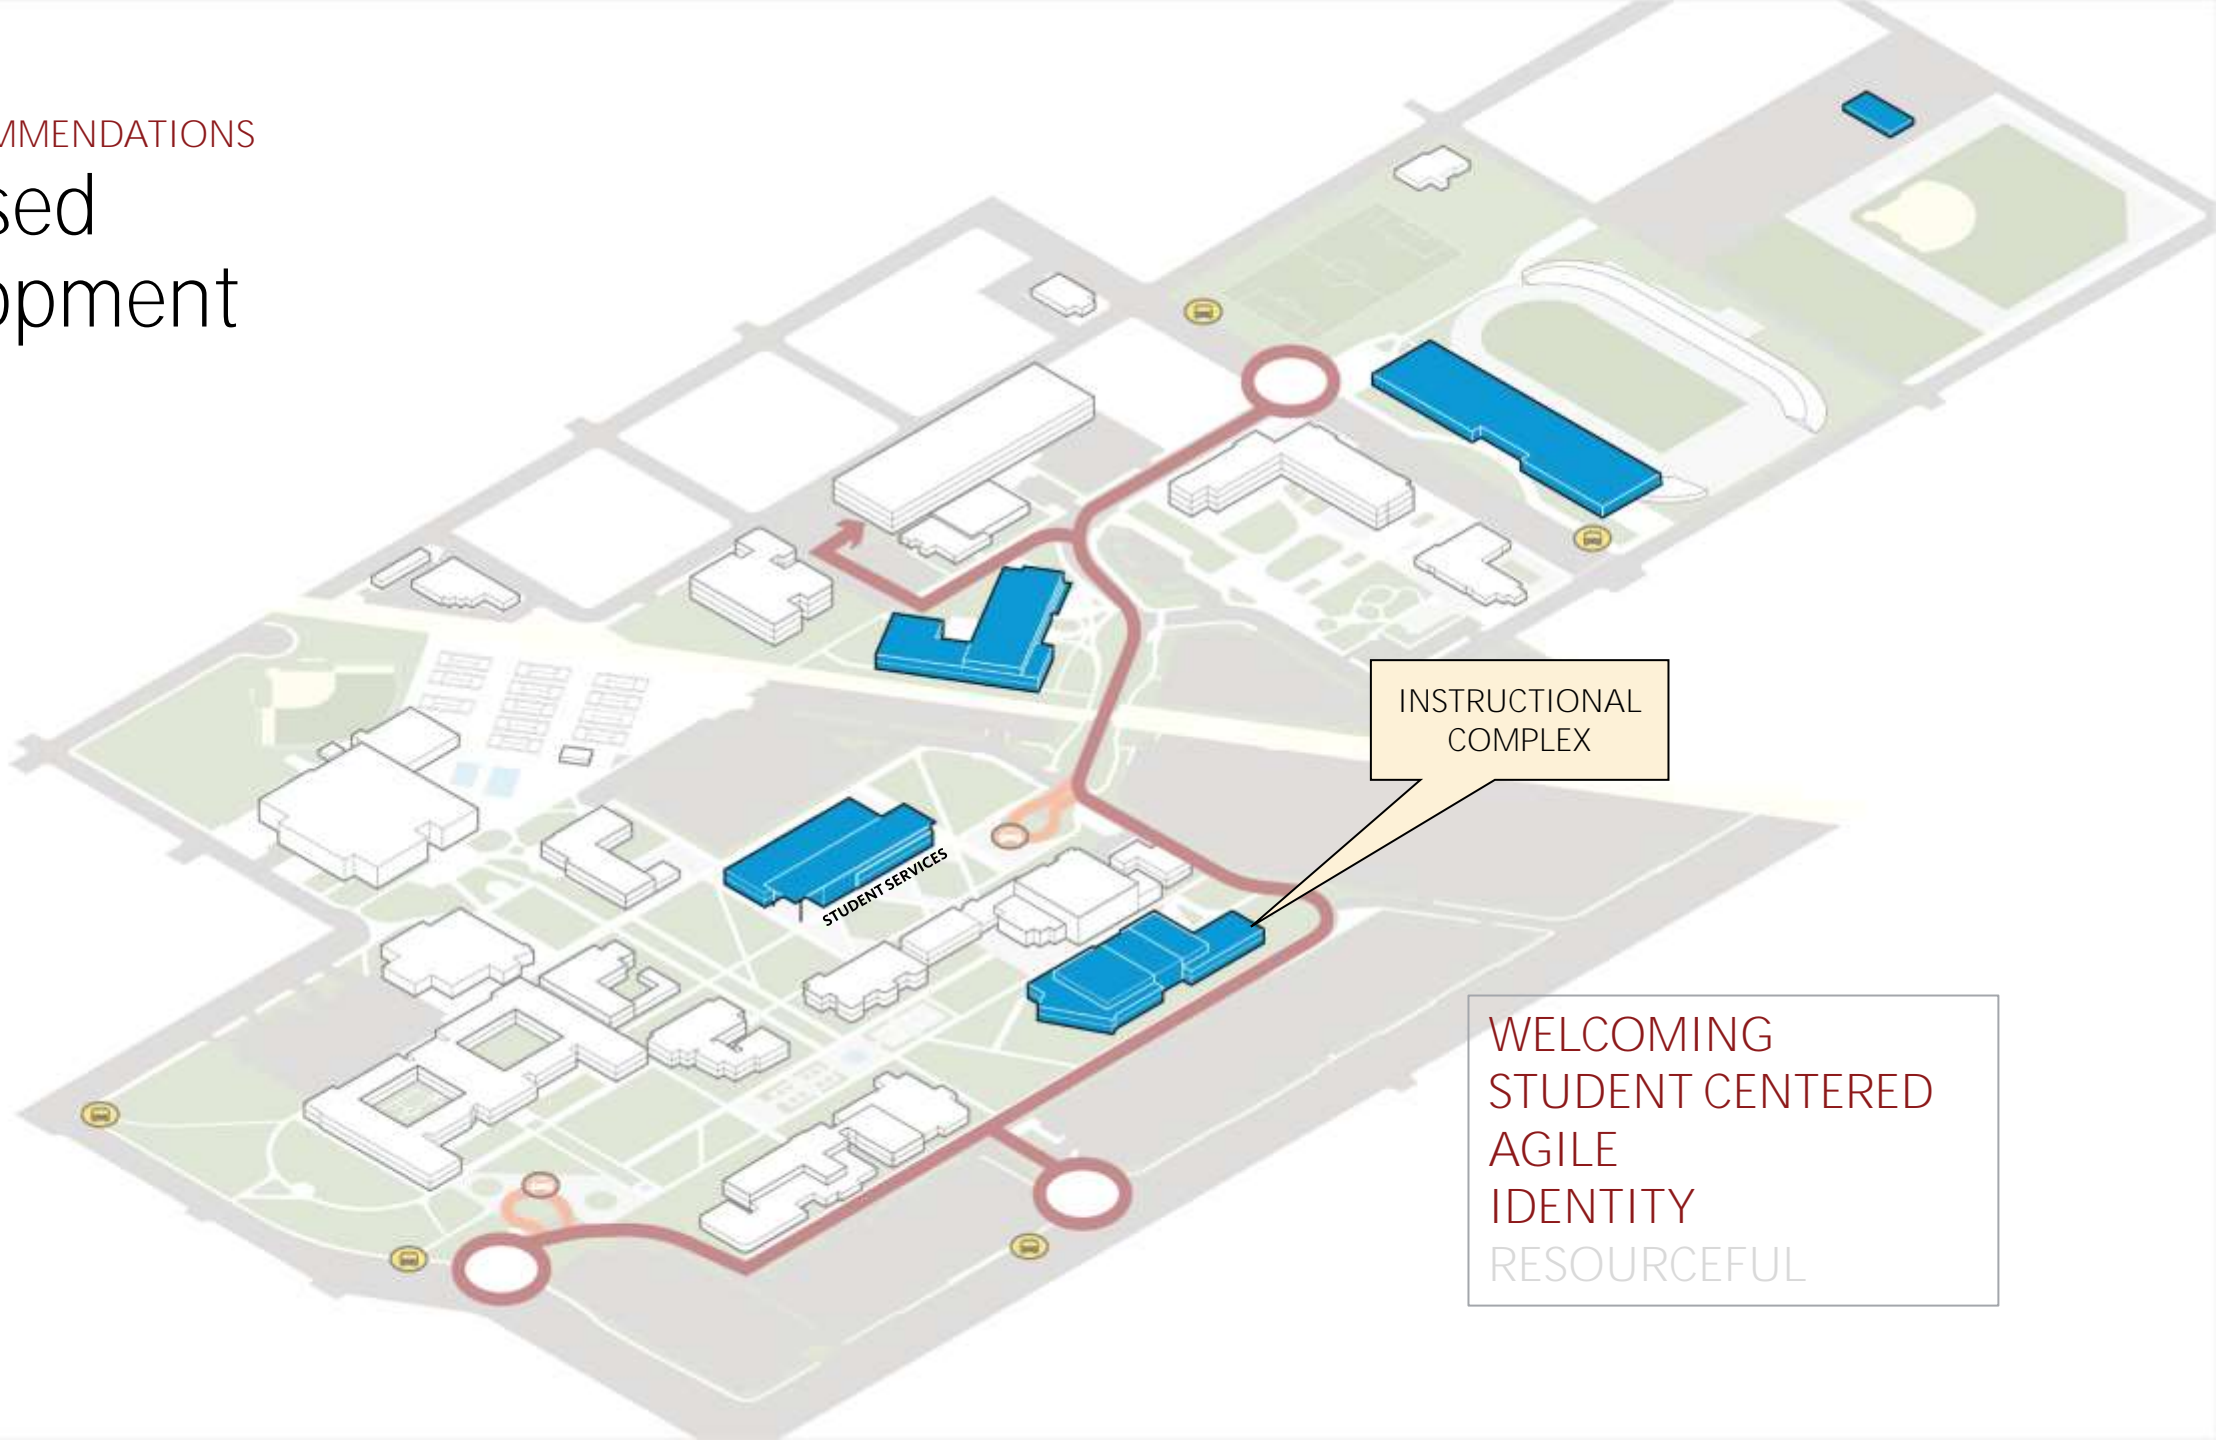 MMENDATIONS
sed
opment
INSTRUCTIONAL
COMPLEX
STUDENT SERVICES
WELCOMING
STUDENT CENTERED
AGILE
IDENTITY
RESOURCEFUL